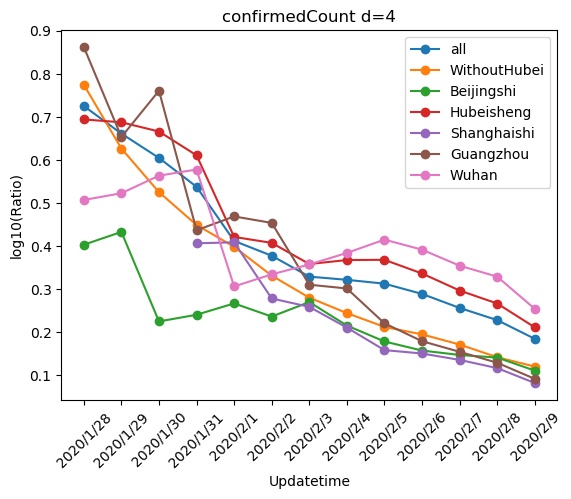 confirmedCount d=4
0.9
0.8
0.7
0.6
0.5
0.4
0.3
0.2
0.1
log10(Ratio)
all
WithoutHubei
Beijingshi
Hubeisheng
Shanghaishi
Guangzhou
Wuhan
2020/1/28
2020/1/29
2020/1/30
2020/1/31
2020/2/1
2020/2/2
2020/2/3
2020/2/4
2020/2/5
2020/2/6
2020/2/7
2020/2/8
2020/2/9
Updatetime